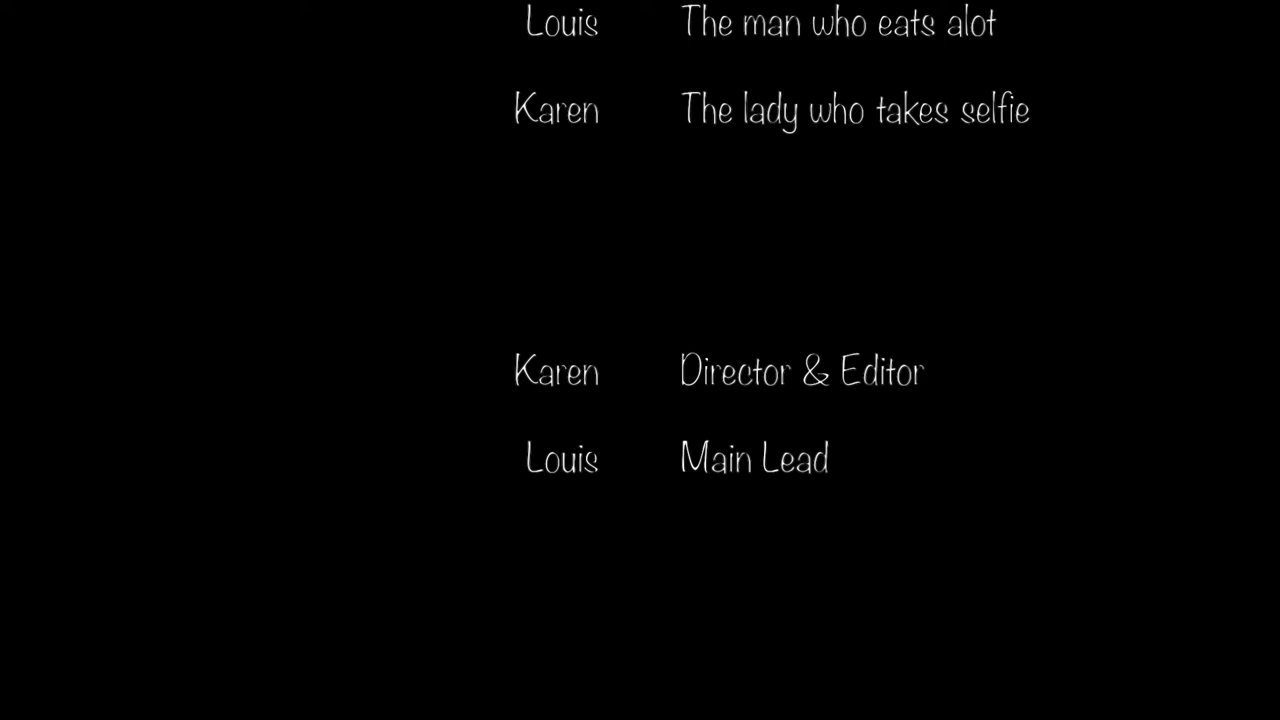 Louis The man who eats alot
Karen The lady who takes selfie
Karen Director & Editor
Louis Main Lead